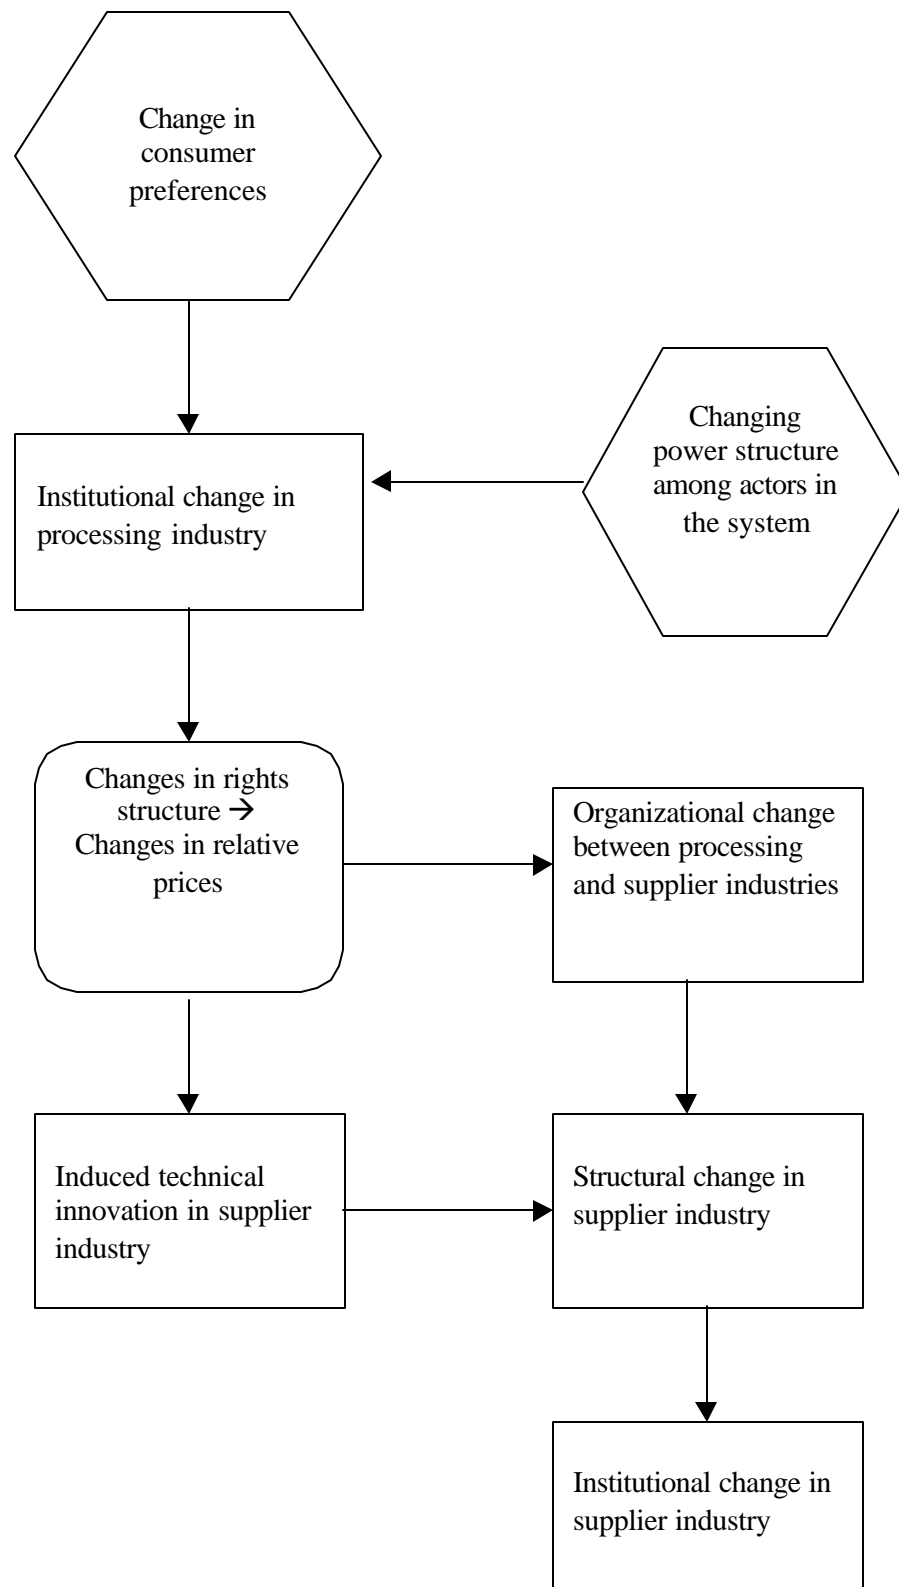 Change in
consumer
preferences
Changing
power structure
among actors in
the system
Institutional change in
processing industry
Changes in rights
structure →
Changes in relative
prices
Organizational change
between processing
and supplier industries
Induced technical
innovation in supplier
industry
Structural change in
supplier industry
Institutional change in
supplier industry